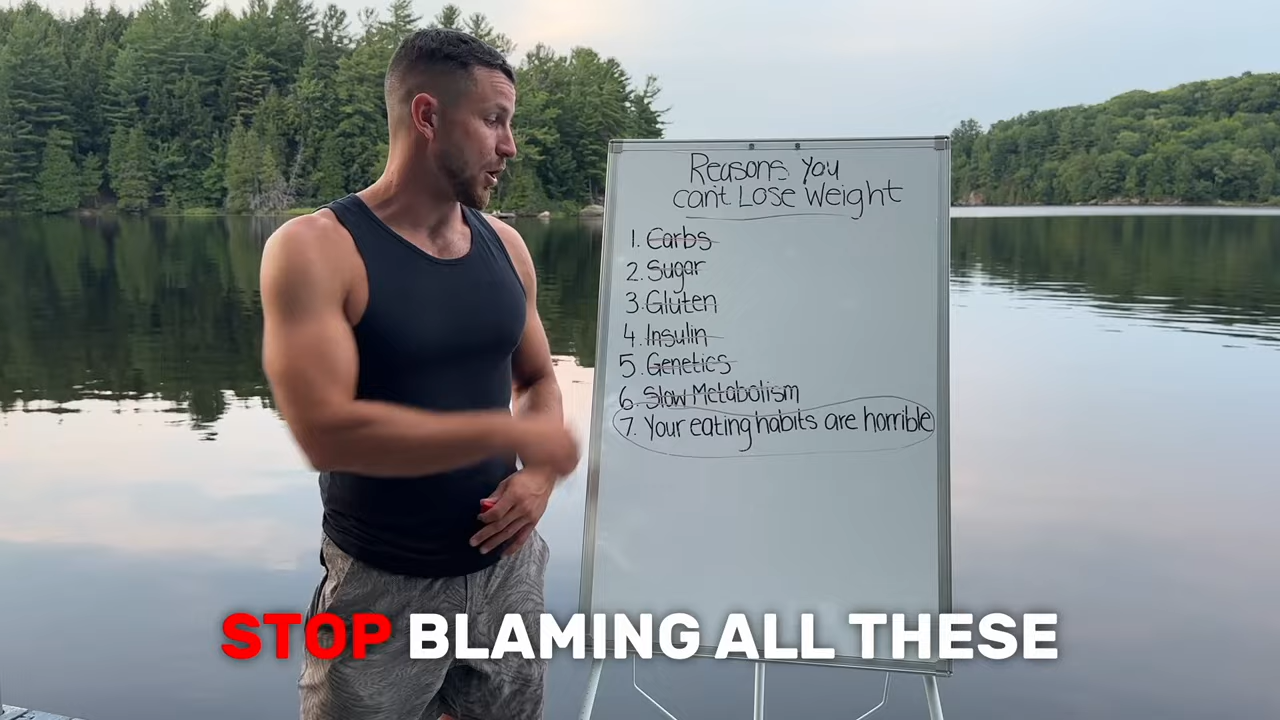 Reasons You
can't Lose Weight
1. Carbs
2. Sugar
3. Gluten
4. Insulin
5. Genetics
6. Slow Metabolism
7. Your eating habits are horrible
STOP BLAMING ALL THESE